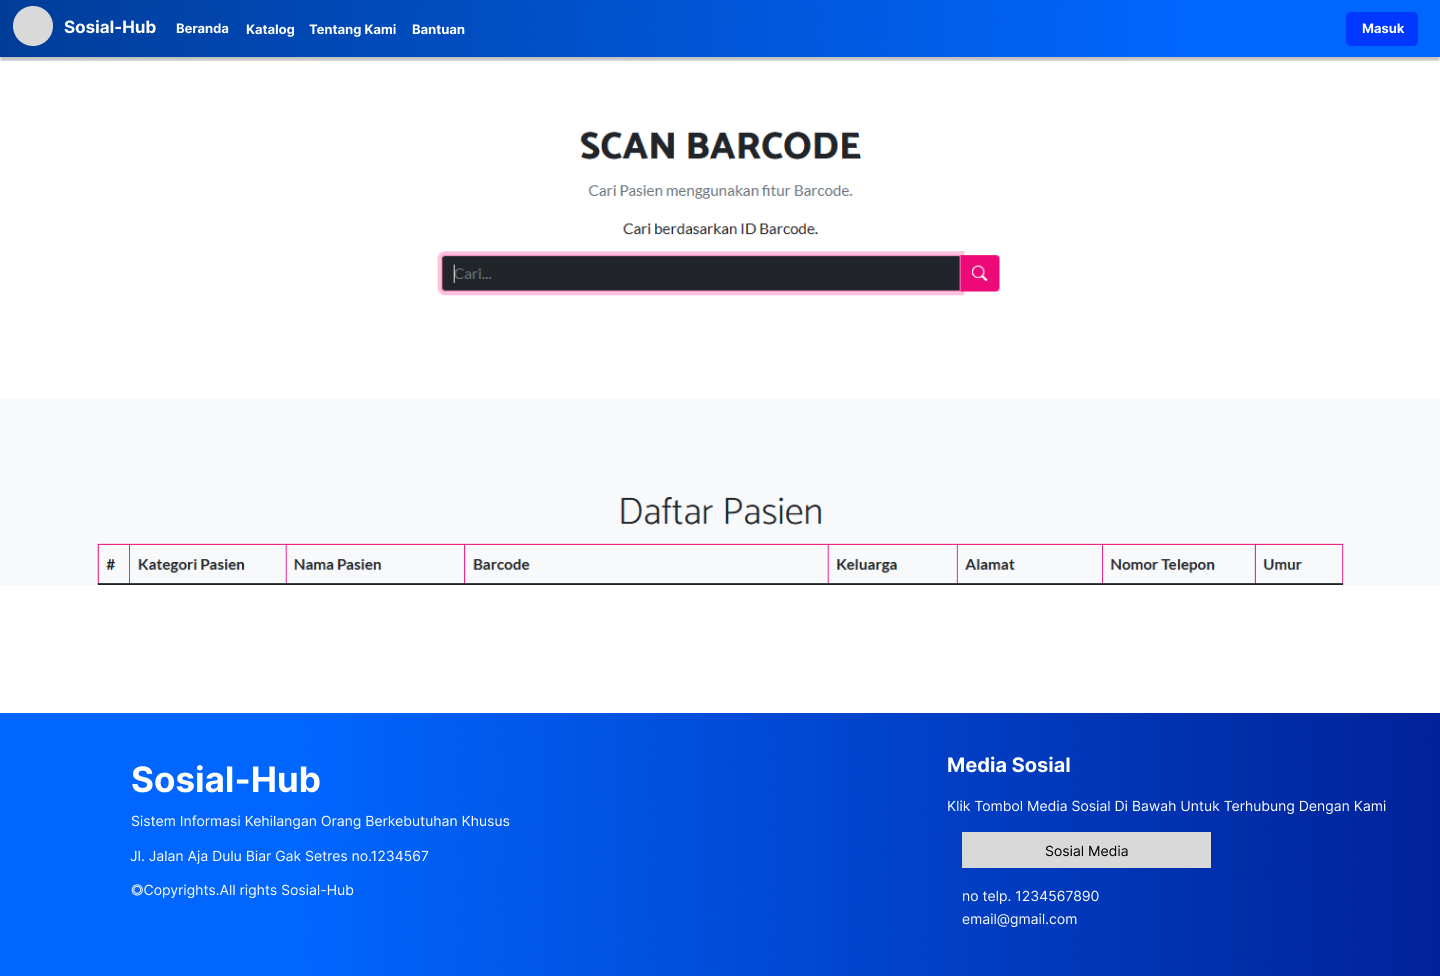 Sosial-Hub Beranda Katalog Tentang Kami Bantuan Masuk
SCAN BARCODE
Cari Pasien menggunakan fitur Barcode.
Cari berdasarkan ID Barcode.
Cari...
Daftar Pasien
# Kategori Pasien Nama Pasien Barcode Keluarga Alamat Nomor Telepon Umur
Sosial-Hub
Sistem Informasi Kehilangan Orang Berkebutuhan Khusus
Jl. Jalan Aja Dulu Biar Gak Setres no.1234567
©Copyrights.All rights Sosial-Hub
Media Sosial
Klik Tombol Media Sosial Di Bawah Untuk Terhubung Dengan Kami
Sosial Media
no telp. 1234567890
email@gmail.com